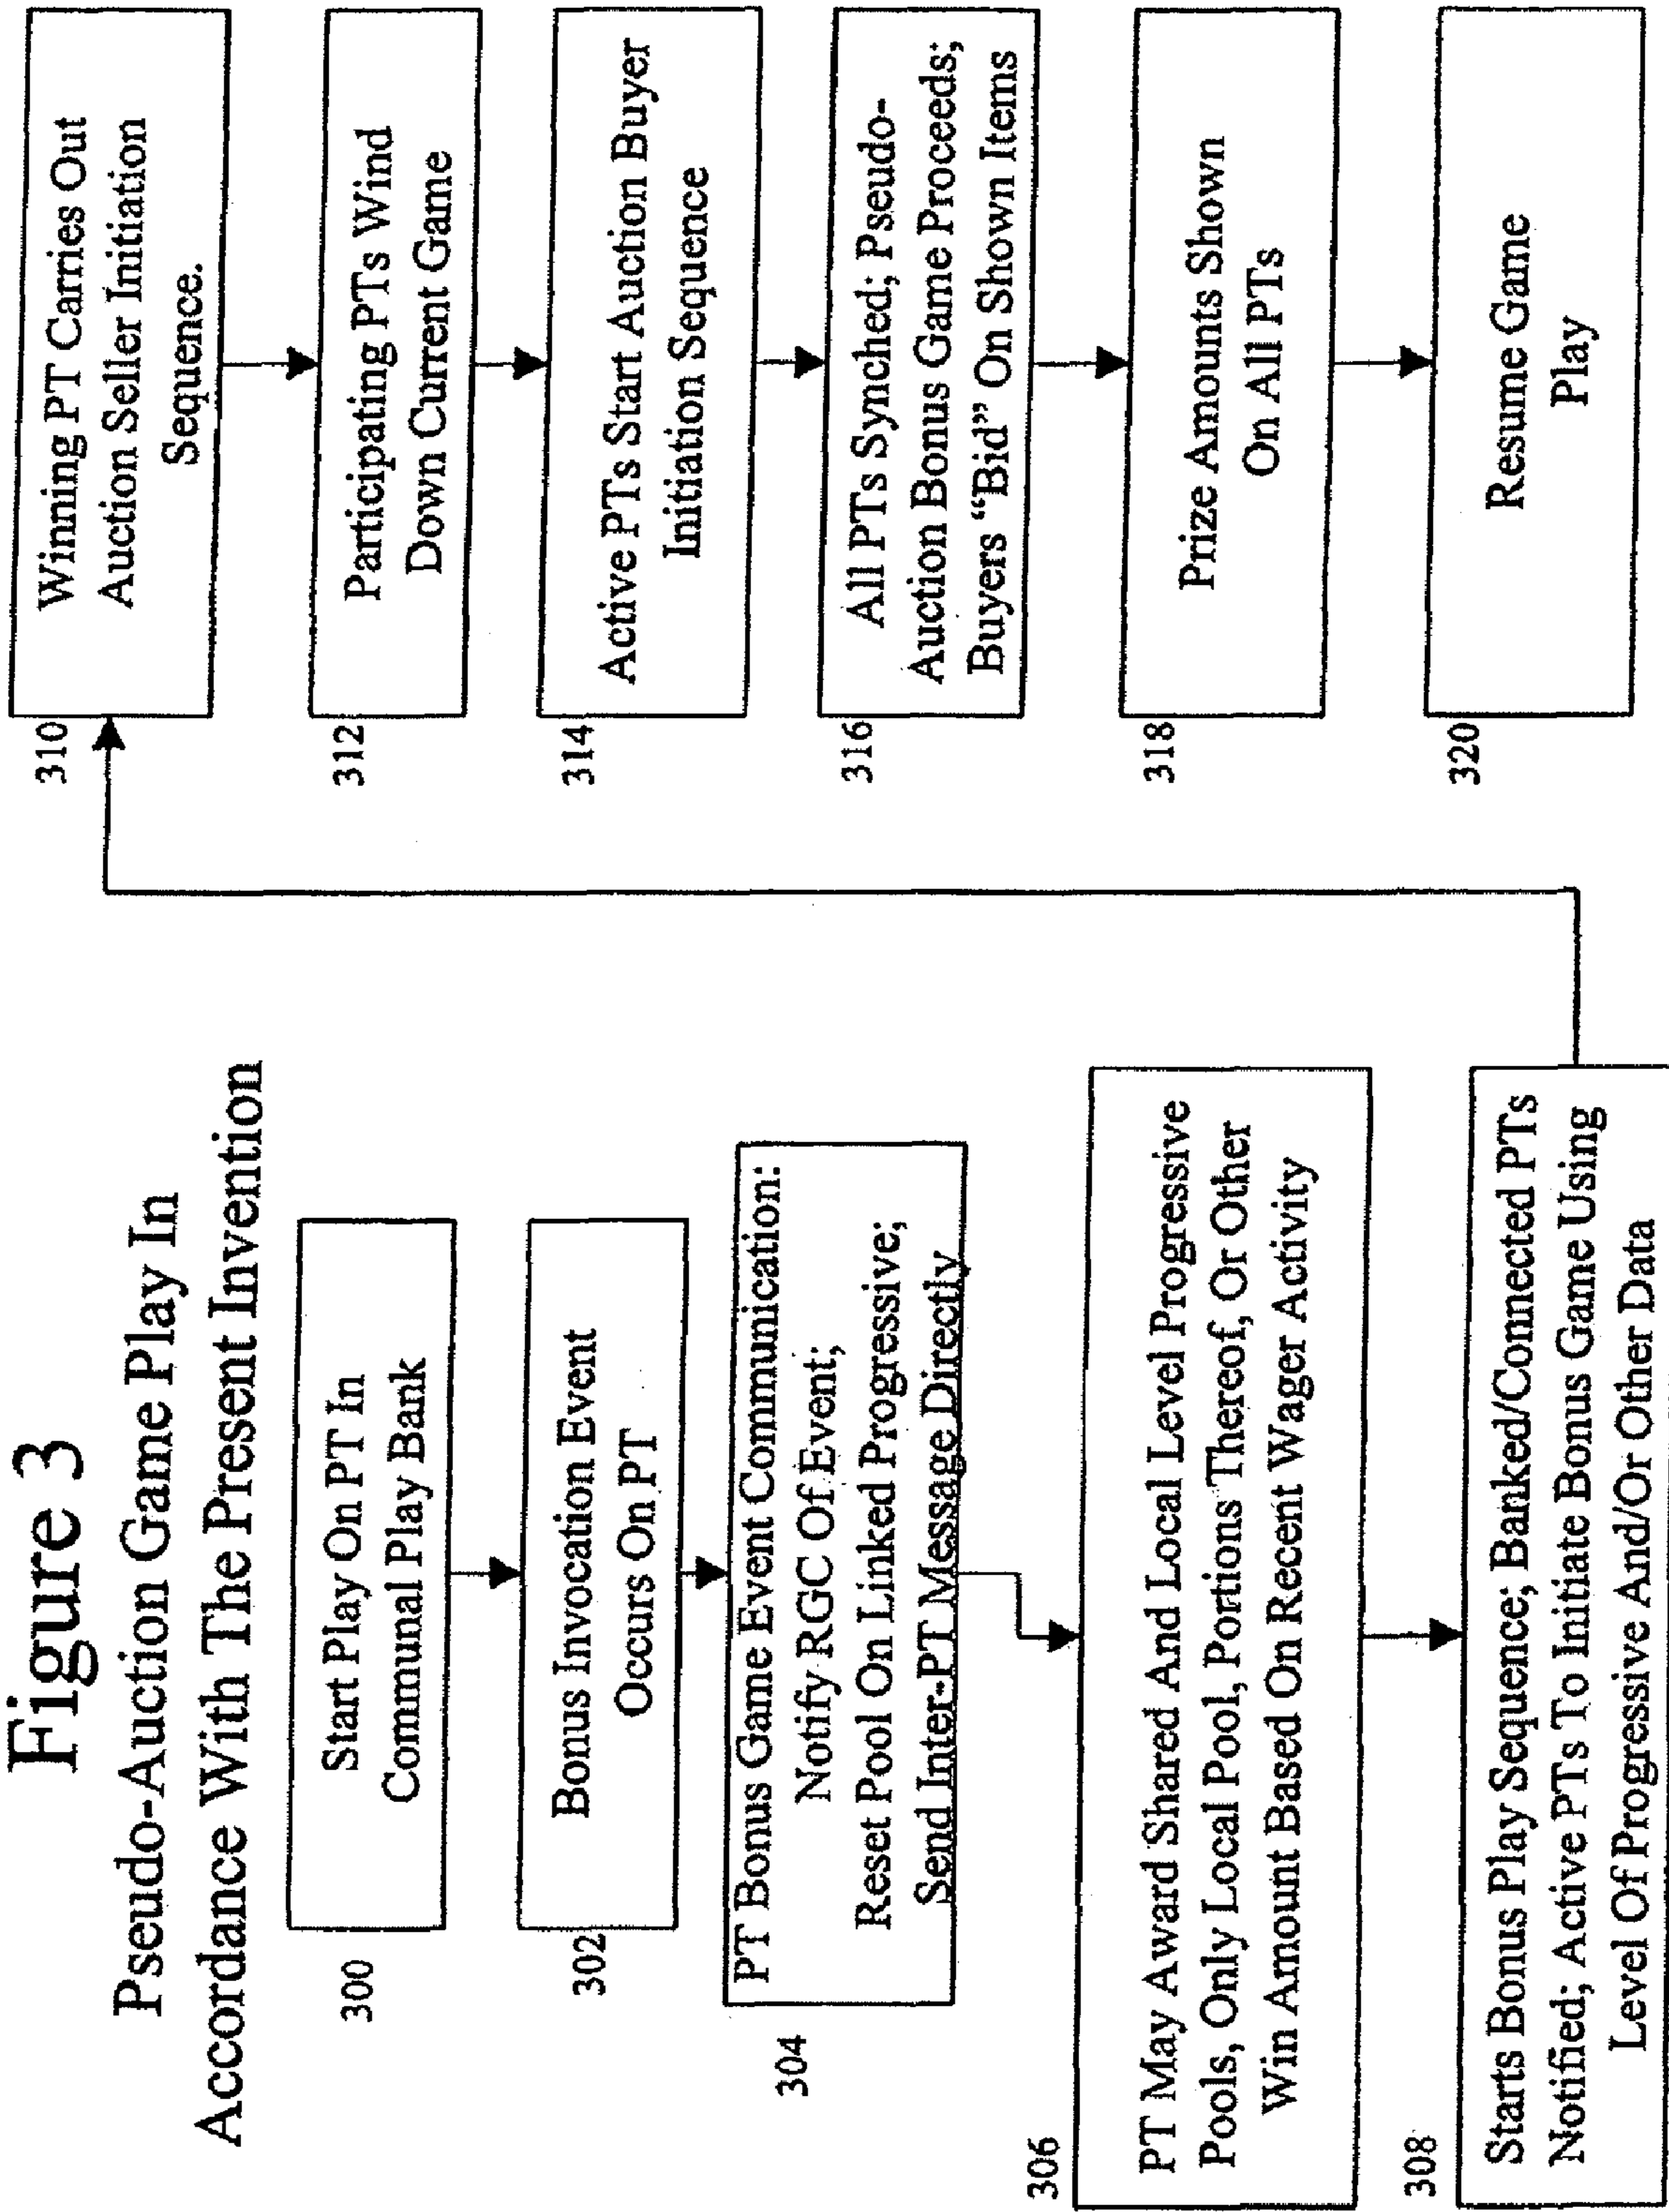 Figure 3
Pseudo-Auction Game Play In
Accordance With The Present Invention
300
Start Play On PT In
Communal Play Bank
302
Bonus Invocation Event
Occurs On PT
304
PT Bonus Game Event Communication:
Notify RGC Of Event;
Reset Pool On Linked Progressive;
Send Inter-PT Message Directly
306
PT May Award Shared And Local Level Progressive
Pools, Only Local Pool, Portions Thereof, Or Other
Win Amount Based On Recent Wager Activity
308
Starts Bonus Play Sequence; Banked/Connected PTs
Notified; Active PTs To Initiate Bonus Game Using
Level Of Progressive And/Or Other Data
310
Winning PT Carries Out
Auction Seller Initiation
Sequence.
312
Participating PTs Wind
Down Current Game
314
Active PTs Start Auction Buyer
Initiation Sequence
316
All PTs Synched; Pseudo-
Auction Bonus Game Proceeds;
Buyers “Bid” On Shown Items
318
Prize Amounts Shown
On All PTs
320
Resume Game
Play